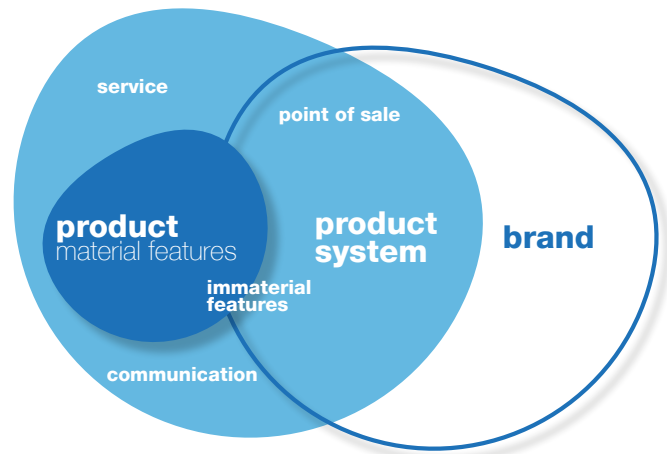 service
point of sale
product
material features
product
system
brand
immaterial
features
communication